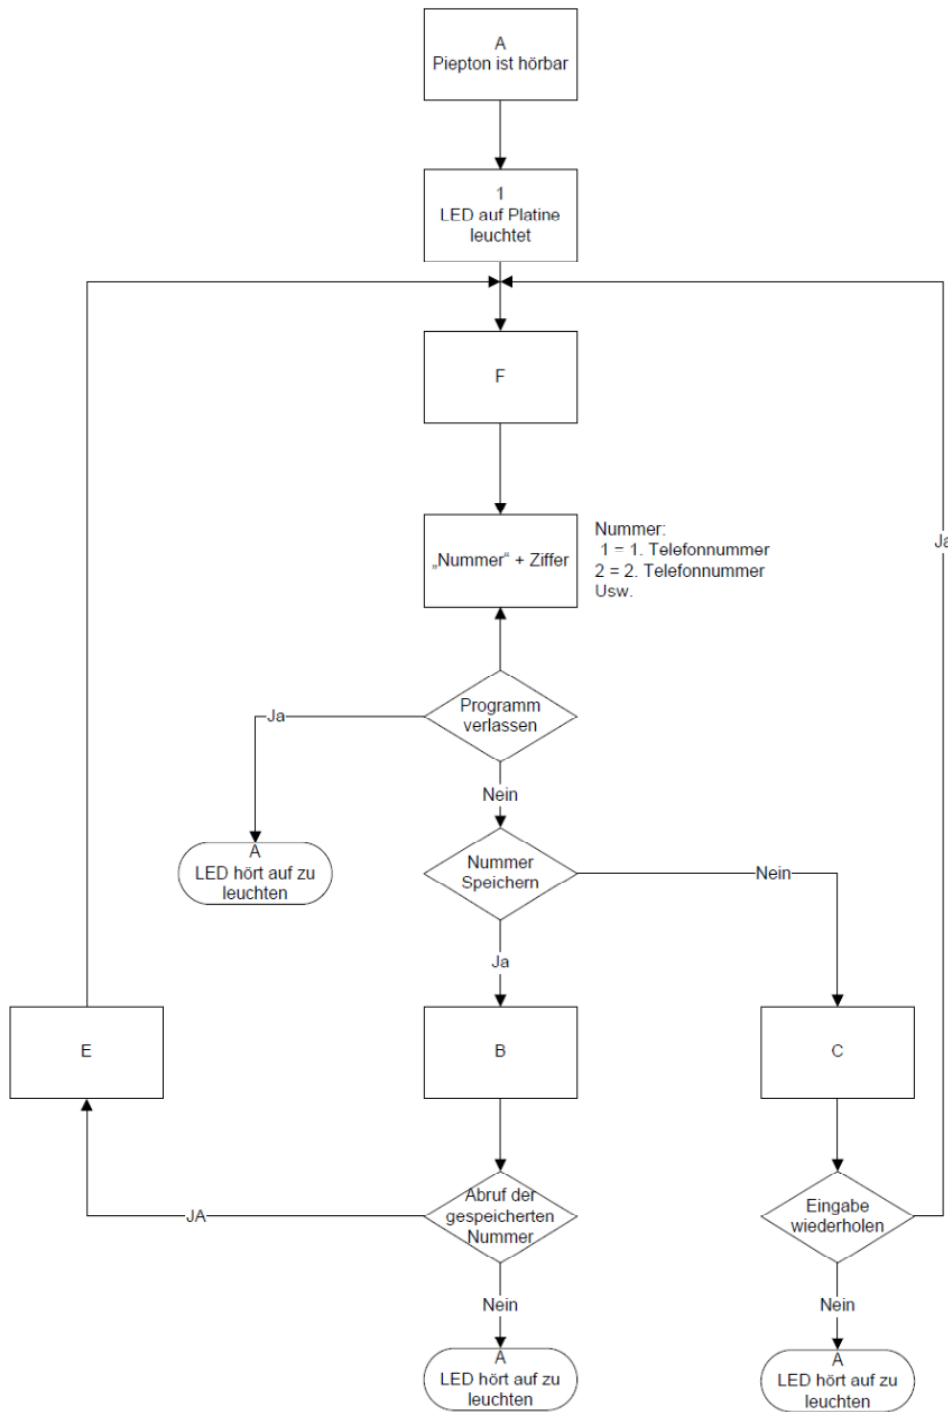 A
Piepton ist hörbar
1
LED auf Platine
leuchtet
F
„Nummer“ + Ziffer
Nummer:
1 = 1. Telefonnummer
2 = 2. Telefonnummer
Usw.
Ja
Programm
verlassen
Ja
Nein
A
LED hört auf zu
leuchten
Nummer
Speichern
Nein
Ja
E
B
C
Abruf der
gespeicherten
Nummer
JA
Eingabe
wiederholen
Nein
Nein
A
LED hört auf zu
leuchten
A
LED hört auf zu
leuchten